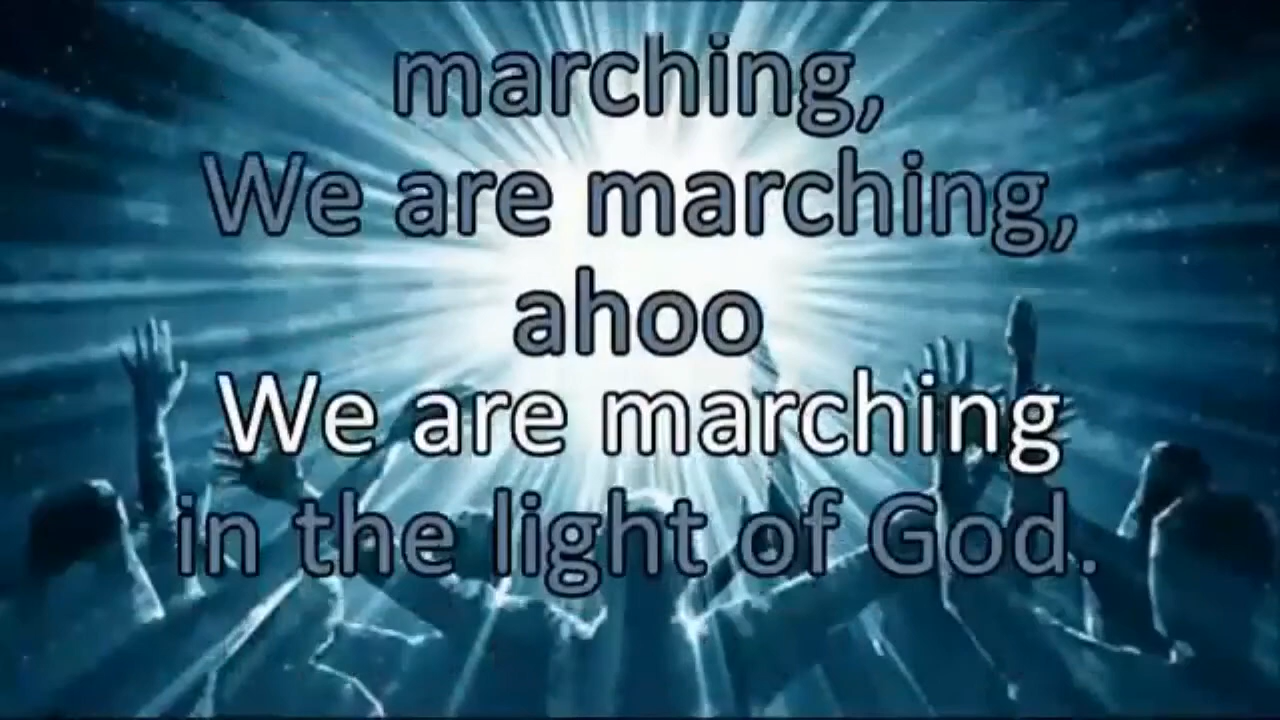 marching,
We are marching,
ahoo
We are marching
in the light of God.